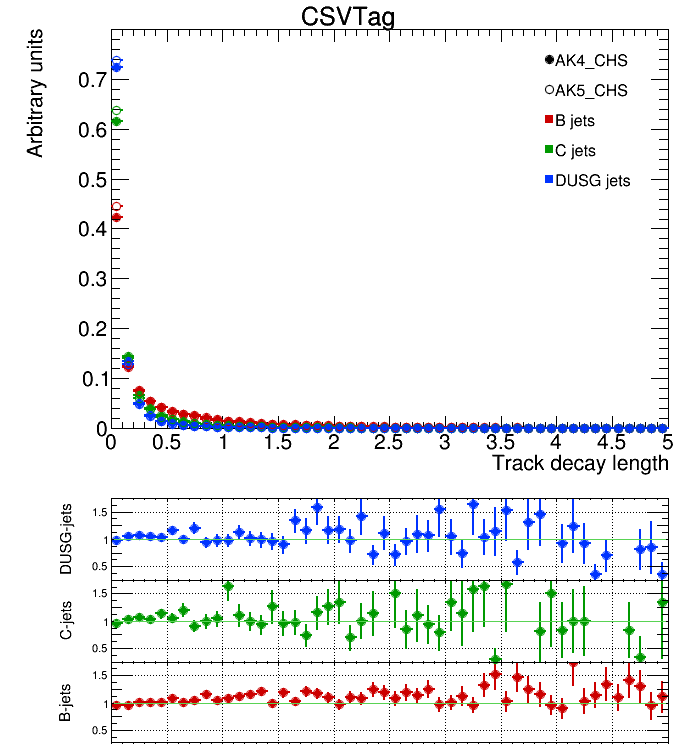 CSVTag
Arbitrary units
0.7
0.6
0.5
0.4
0.3
0.2
0.1
0
AK4_CHS
AK5_CHS
B jets
C jets
DUSG jets
0 0.5 1 1.5 2 2.5 3 3.5 4 4.5 5
Track decay length
DUSG-jets
1.5
1
0.5
C-jets
1.5
1
0.5
B-jets
1.5
1
0.5